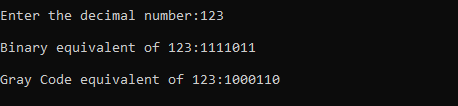 Enter the decimal number:123
Binary equivalent of 123:1111011
Gray Code equivalent of 123:1000110